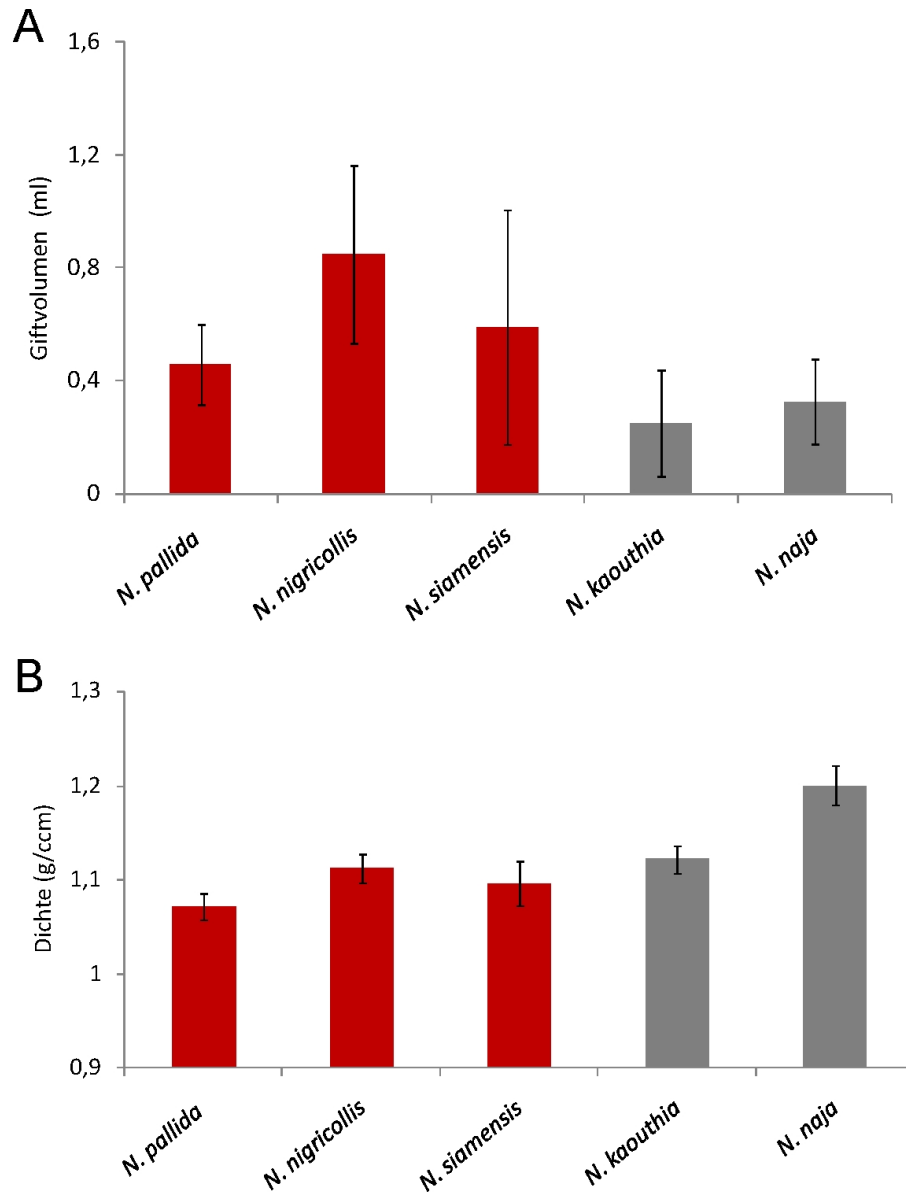 A
1,6
1,2
0,8
0,4
0
Giftvolumen (ml)
N. pallida
N. nigricollis
N. siamensis
N. kaouthia
N. naja
B
1,3
1,2
1,1
1
0,9
Dichte (g/ccm)
N. pallida
N. nigricollis
N. siamensis
N. kaouthia
N. naja